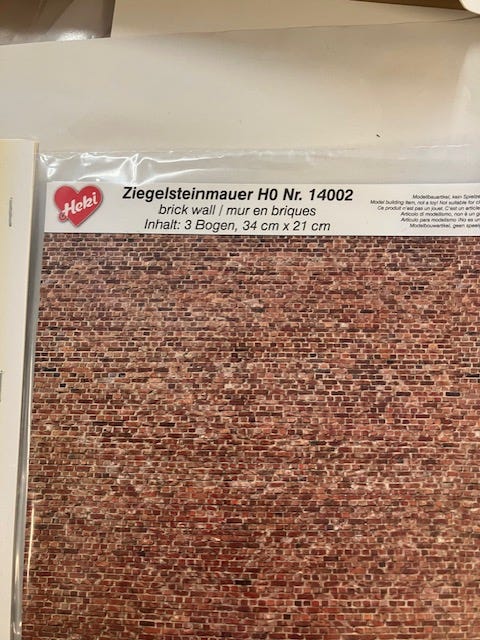 Heki
Ziegelsteinmauer H0 Nr. 14002
brick wall / mur en briques
Inhalt: 3 Bogen, 34 cm x 21 cm
Modellbauartikel, kein Spielze
Model building item, not a toy! Not suitable for c
Ce produit n'est pas un jouet. C'est un article
Articolo di modellismo, non è un gi
Artículo para modelismo ¡No es un
Modelbouwartikel, geen speelg